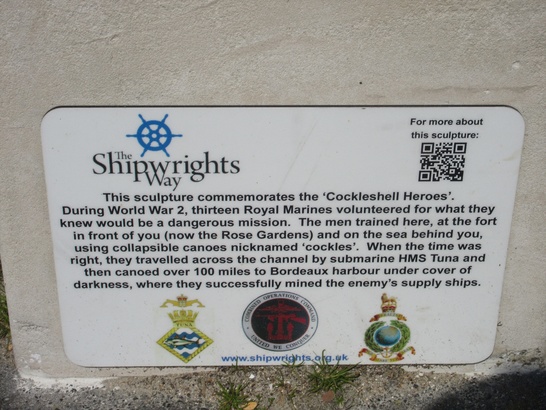 The
Shipwrights
Way
For more about
this sculpture:
This sculpture commemorates the 'Cockleshell Heroes'.
During World War 2, thirteen Royal Marines volunteered for what they
knew would be a dangerous mission. The men trained here, at the fort
in front of you (now the Rose Gardens) and on the sea behind you,
using collapsible canoes nicknamed 'cockles'. When the time was
right, they travelled across the channel by submarine HMS Tuna and
then canoed over 100 miles to Bordeaux harbour under cover of
darkness, where they successfully mined the enemy's supply ships.
TUNA
COMBINED OPERATIONS COMMAND
UNITED WE CONQUER
www.shipwrights.org.uk